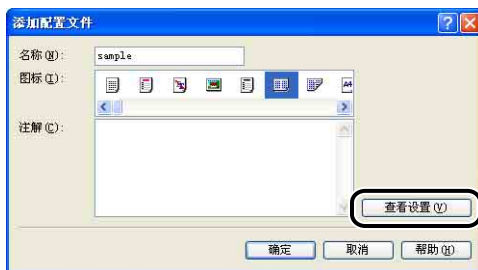 添加配置文件
名称(N): sample
图标(I):
A4
注解(C):
查看设置(V)
确定 取消 帮助(H)